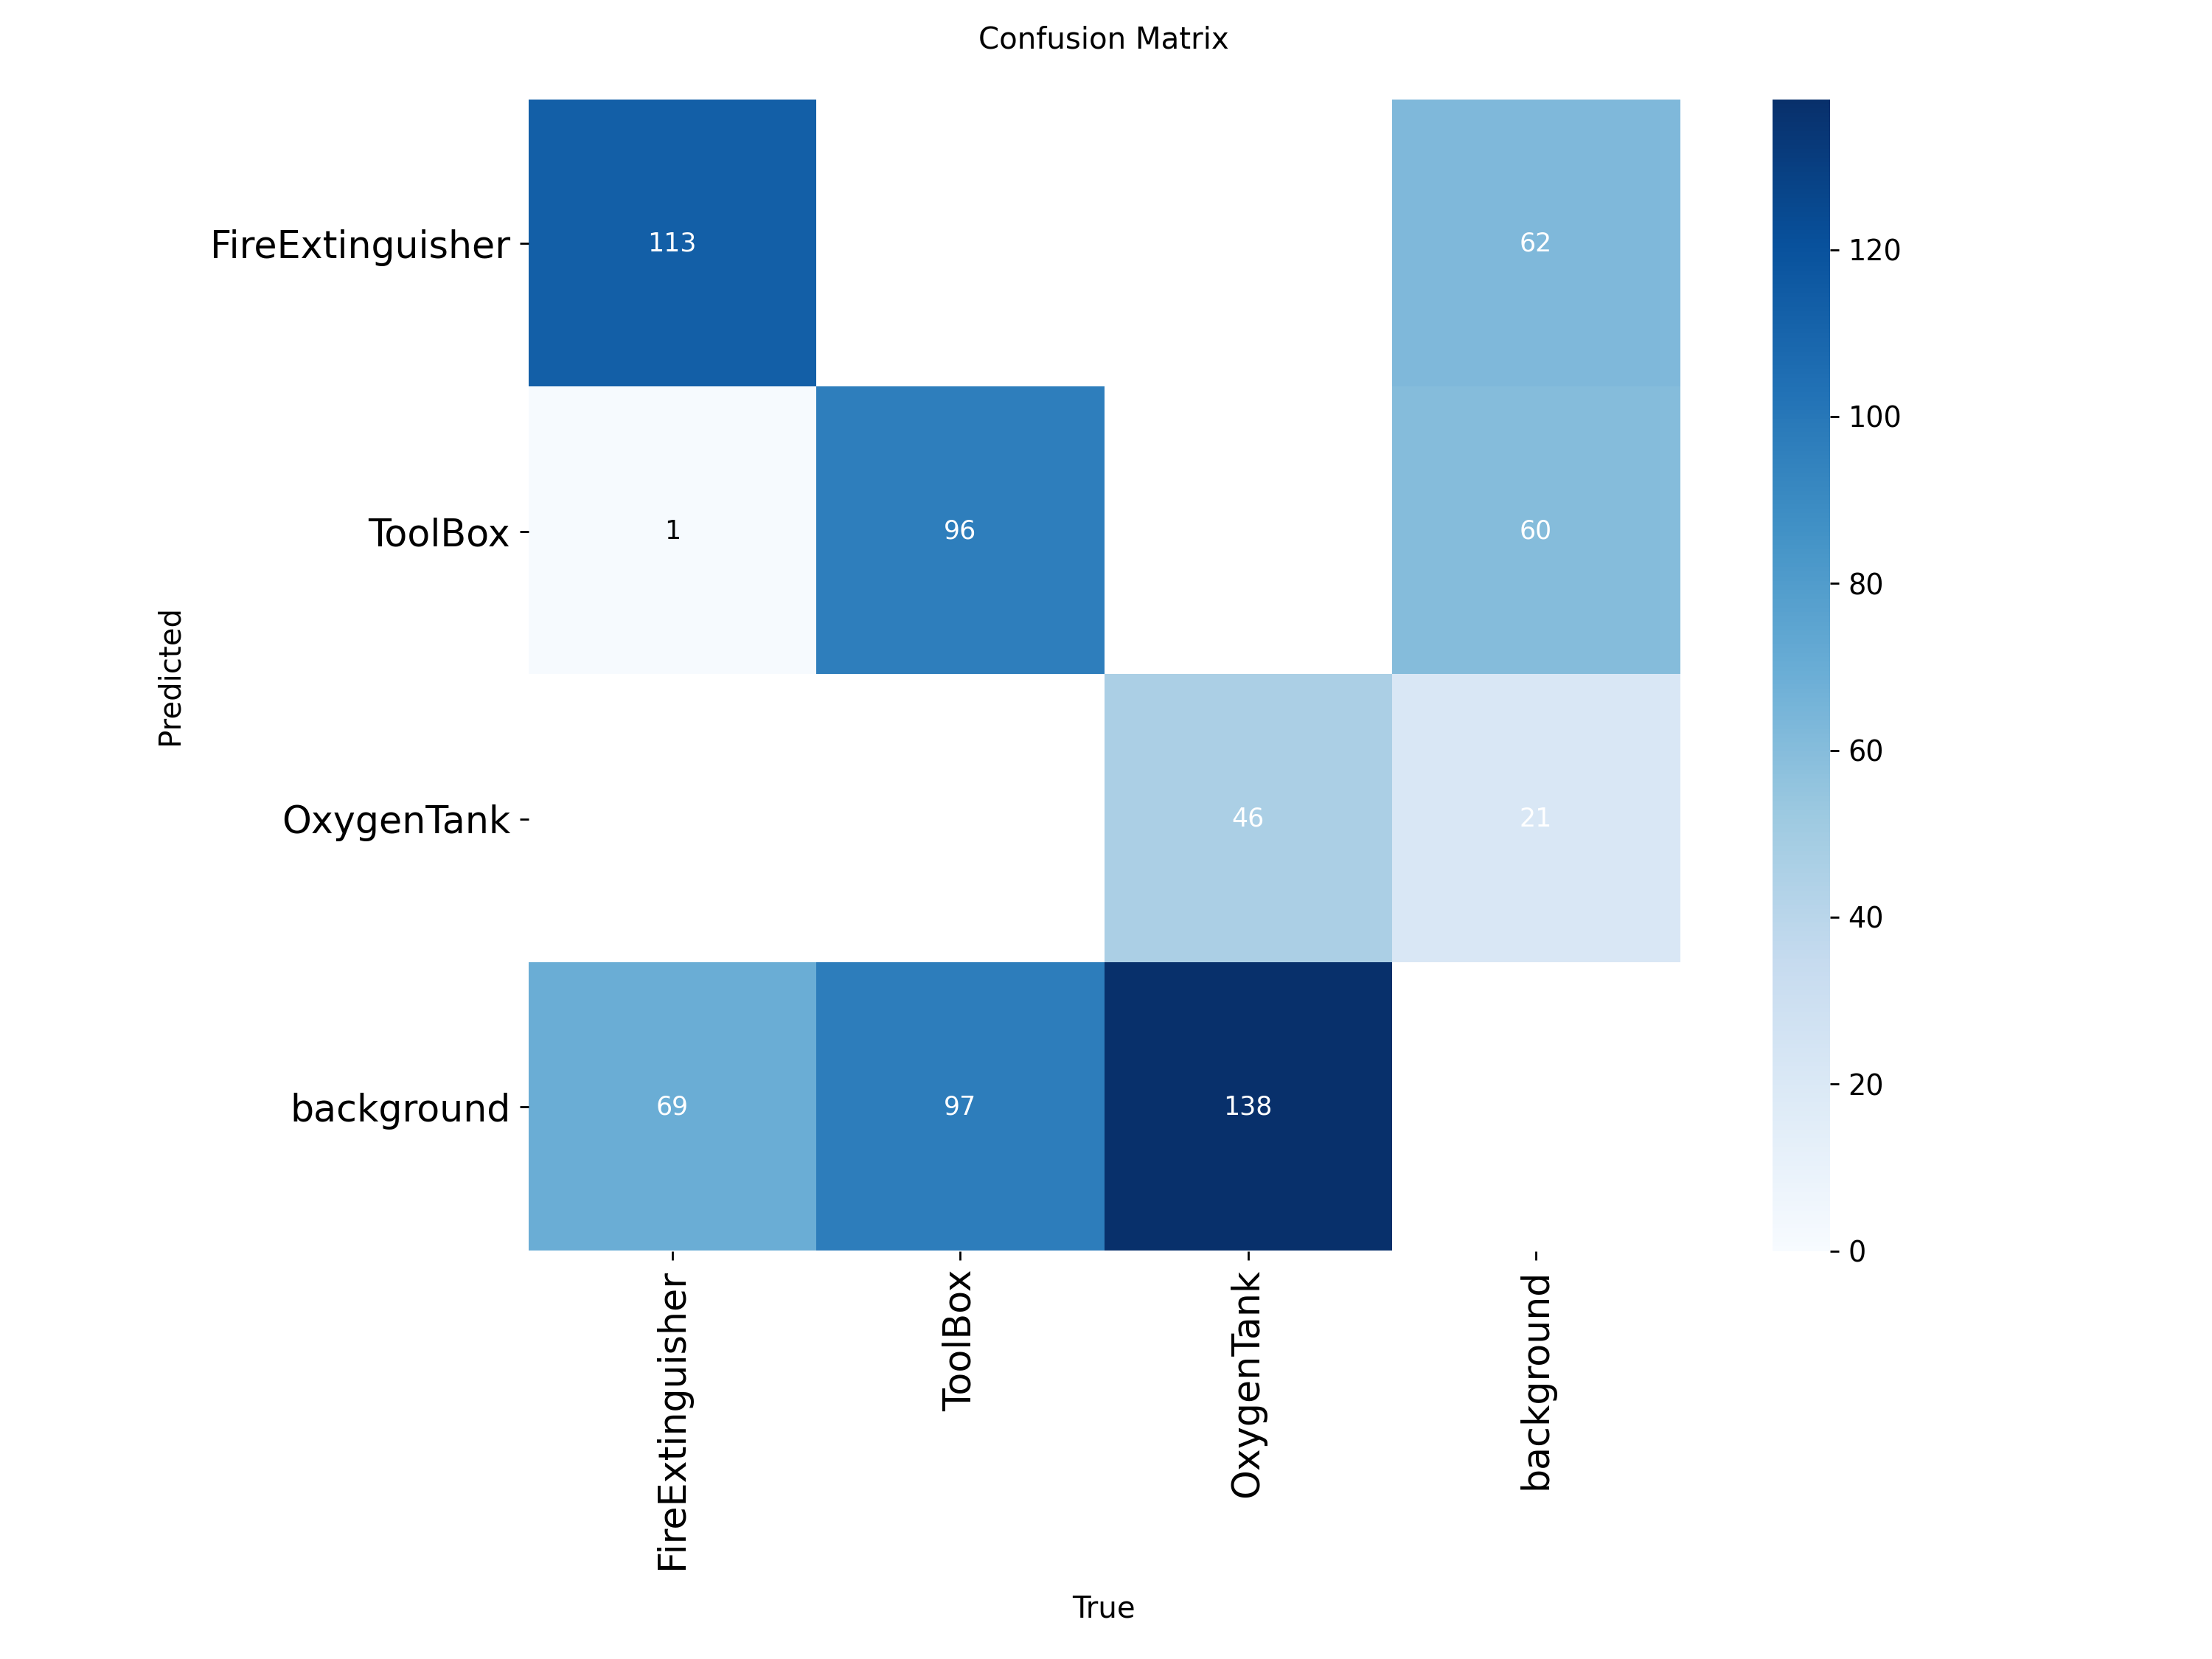 Confusion Matrix
FireExtinguisher
113
62
120
100
ToolBox
1
96
60
80
Predicted
60
OxygenTank
46
21
40
20
background
69
97
138
0
FireExtinguisher
ToolBox
OxygenTank
background
True